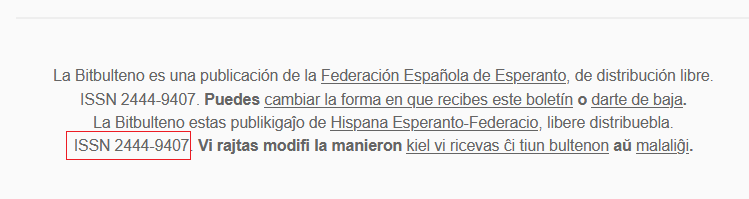 La Bitbulteno es una publicación de la Federación Española de Esperanto, de distribución libre.
ISSN 2444-9407. Puedes cambiar la forma en que recibes este boletín o darte de baja.
La Bitbulteno estas publikigaĵo de Hispana Esperanto-Federacio, libere distribuebla.
ISSN 2444-9407. Vi rajtas modifi la manieron kiel vi ricevas ĉi tiun bultenon aŭ malaliĝi.